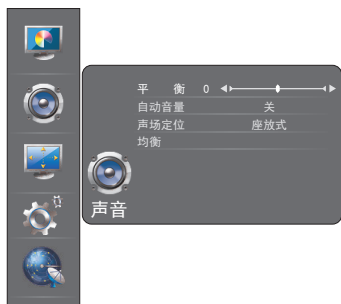 平 衡 0
自动音量 关
声场定位 座放式
均衡
声音